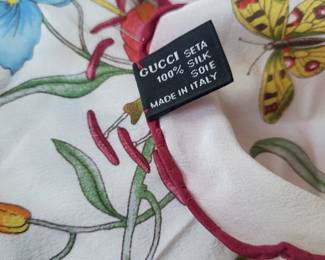 GUCCI SETA
100% SILK
SOIE
MADE IN ITALY